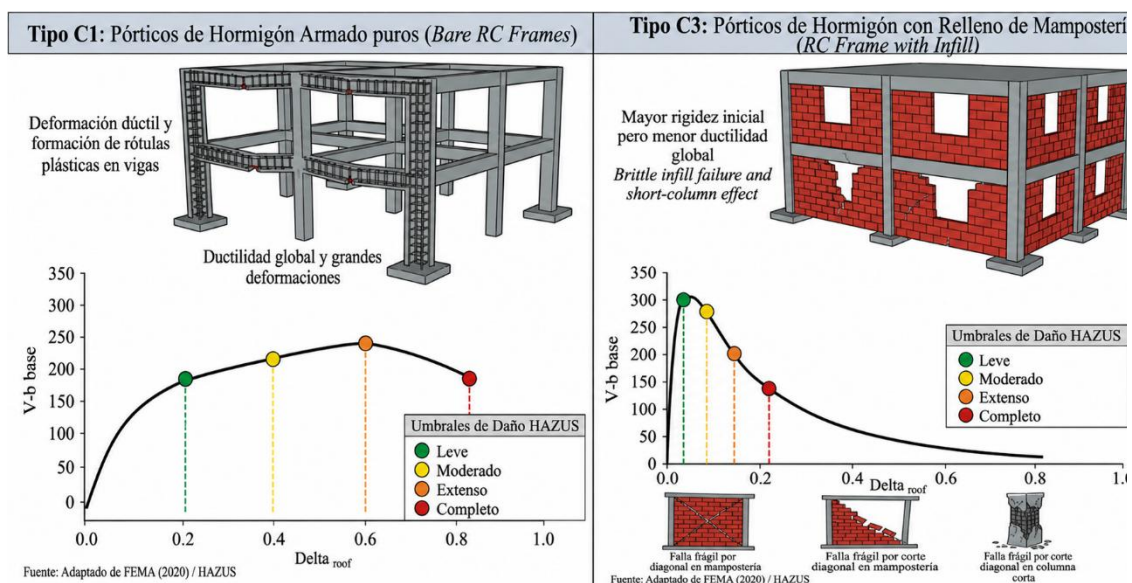 Tipo C1: Pórticos de Hormigón Armado puros (Bare RC Frames)
Deformación dúctil y
formación de rótulas
plásticas en vigas
Ductilidad global y grandes
deformaciones
V-b base
350
300
250
200
150
100
50
0
0.0
0.2
0.4
0.6
0.8
1.0
Delta roof
Umbrales de Daño HAZUS
Leve
Moderado
Extenso
Completo
Fuente: Adaptado de FEMA (2020) / HAZUS
Tipo C3: Pórticos de Hormigón con Relleno de Mampostería
(RC Frame with Infill)
Mayor rigidez inicial
pero menor ductilidad
global
Brittle infill failure and
short-column effect
V-b base
350
300
250
200
150
100
50
0
0.0
0.2
0.4
0.6
0.8
1.0
Delta roof
Umbrales de Daño HAZUS
Leve
Moderado
Extenso
Completo
Falla frágil por
diagonal en mampostería
Falla frágil por corte
diagonal en mampostería
Falla frágil por corte
diagonal en columna
corta
Fuente: Adaptado de FEMA (2020) / HAZUS